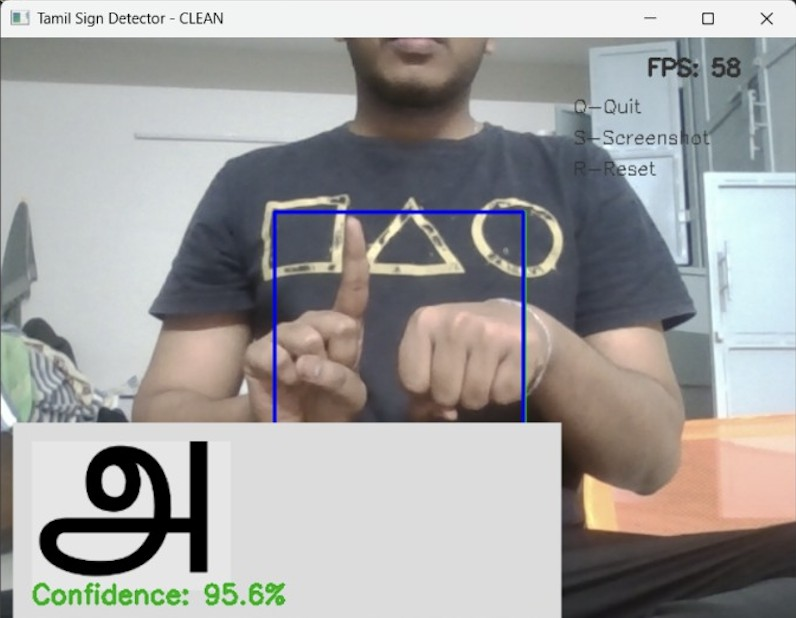 Tamil Sign Detector - CLEAN
FPS: 58
Q-Quit
S-Screenshot
R-Reset
அ
Confidence: 95.6%